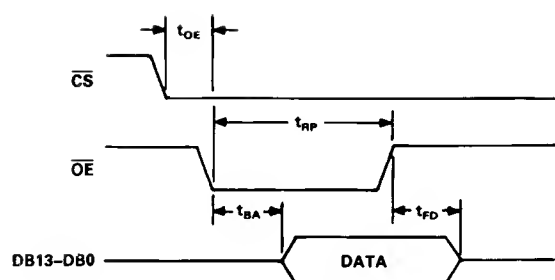 tOE
CS
tRP
OE
tBA
tFD
DB13–DB0
DATA